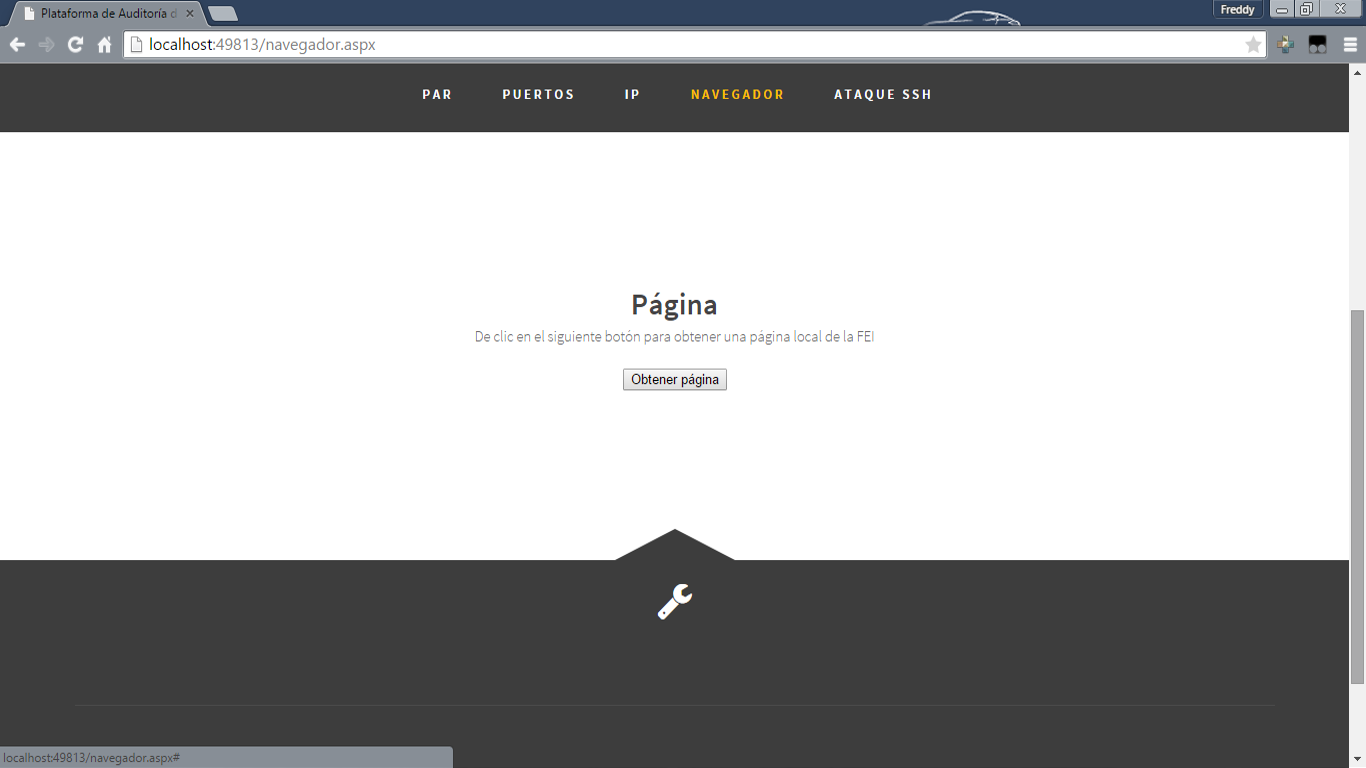 Plataforma de Auditoría d
Freddy
localhost:49813/navegador.aspx
PAR PUERTOS IP NAVEGADOR ATAQUE SSH
Página
De clic en el siguiente botón para obtener una página local de la FEI
Obtener página
localhost:49813/navegador.aspx#